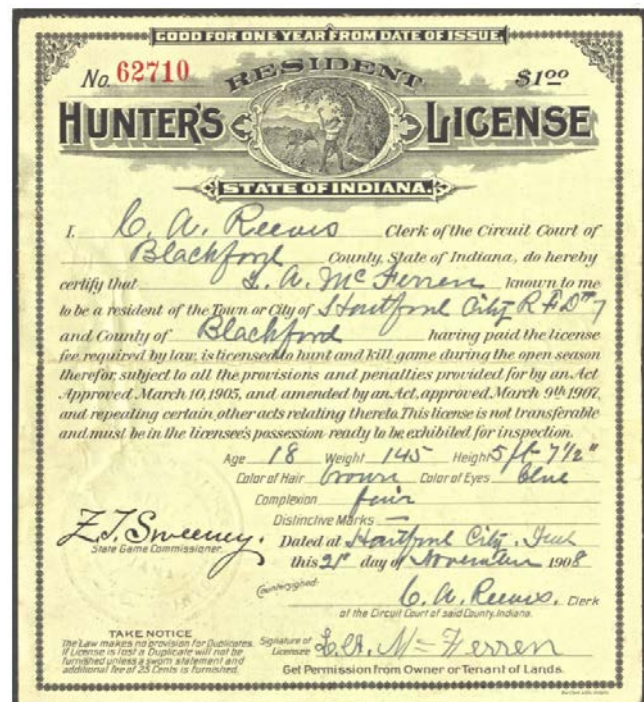 GOOD FOR ONE YEAR FROM DATE OF ISSUE.
No. 62710 RESIDENT $1.00
HUNTER'S LICENSE
STATE OF INDIANA.
I, C. A. Reeves Clerk of the Circuit Court of
Blackford County, State of Indiana, do hereby
certify that L. A. McFerren known to me
to be a resident of the Town or City of Hartford City R F D # 7
and County of Blackford having paid the license
fee required by law, is licensed to hunt and kill game during the open season
therefor, subject to all the provisions and penalties provided for by an Act
Approved March 10, 1905, and amended by an Act, approved March 9th 1907,
and repealing certain other acts relating thereto. This license is not transferable
and must be in the licensee's possession ready to be exhibited for inspection.
Age 18 Weight 145 Height 5 ft 7 1/2"
Color of Hair brown Color of Eyes blue
Complexion fair
Distinctive Marks —
Z. T. Sweeney.
State Game Commissioner.
Dated at Hartford City, Ind
this 21st day of November 1908
Countersigned:
C. A. Reeves. Clerk
of the Circuit Court of said County, Indiana.
TAKE NOTICE
The Law makes no provision for Duplicates.
If License is lost a Duplicate will not be
furnished unless a sworn statement and
additional fee of 25 Cents is furnished.
Signature of Licensee L. A. McFerren
Get Permission from Owner or Tenant of Lands.